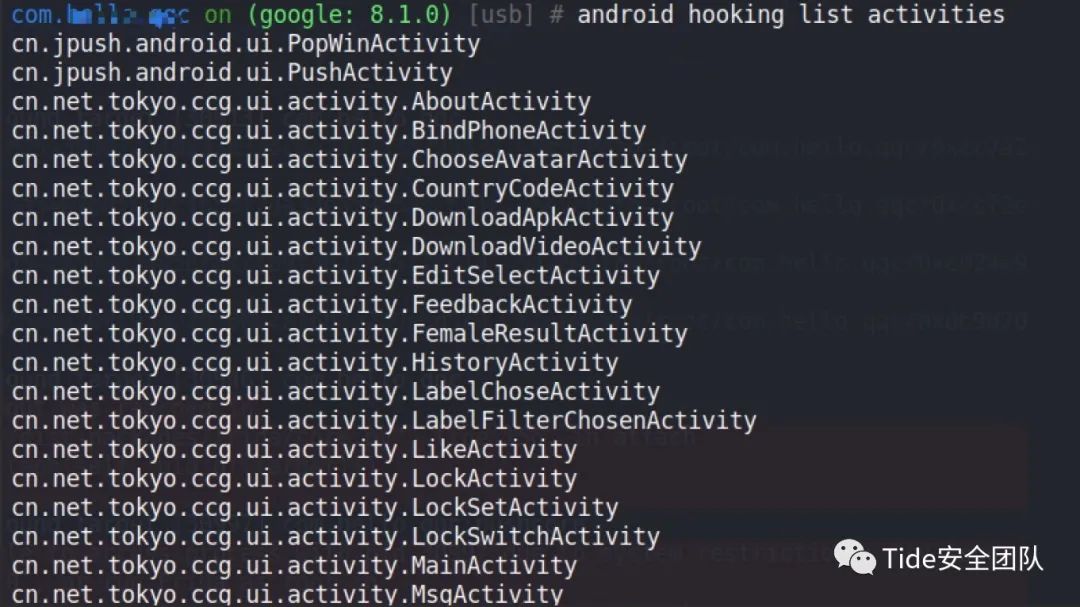 com. on (google: 8.1.0) [usb] # android hooking list activities
cn.jpush.android.ui.PopWinActivity
cn.jpush.android.ui.PushActivity
cn.net.tokyo.ccg.ui.activity.AboutActivity
cn.net.tokyo.ccg.ui.activity.BindPhoneActivity
cn.net.tokyo.ccg.ui.activity.ChooseAvatarActivity
cn.net.tokyo.ccg.ui.activity.CountryCodeActivity
cn.net.tokyo.ccg.ui.activity.DownloadApkActivity
cn.net.tokyo.ccg.ui.activity.DownloadVideoActivity
cn.net.tokyo.ccg.ui.activity.EditSelectActivity
cn.net.tokyo.ccg.ui.activity.FeedbackActivity
cn.net.tokyo.ccg.ui.activity.FemaleResultActivity
cn.net.tokyo.ccg.ui.activity.HistoryActivity
cn.net.tokyo.ccg.ui.activity.LabelChoseActivity
cn.net.tokyo.ccg.ui.activity.LabelFilterChosenActivity
cn.net.tokyo.ccg.ui.activity.LikeActivity
cn.net.tokyo.ccg.ui.activity.LockActivity
cn.net.tokyo.ccg.ui.activity.LockSetActivity
cn.net.tokyo.ccg.ui.activity.LockSwitchActivity
cn.net.tokyo.ccg.ui.activity.MainActivity
cn.net.tokyo.ccg.ui.activity.MsgActivity
Tide安全团队